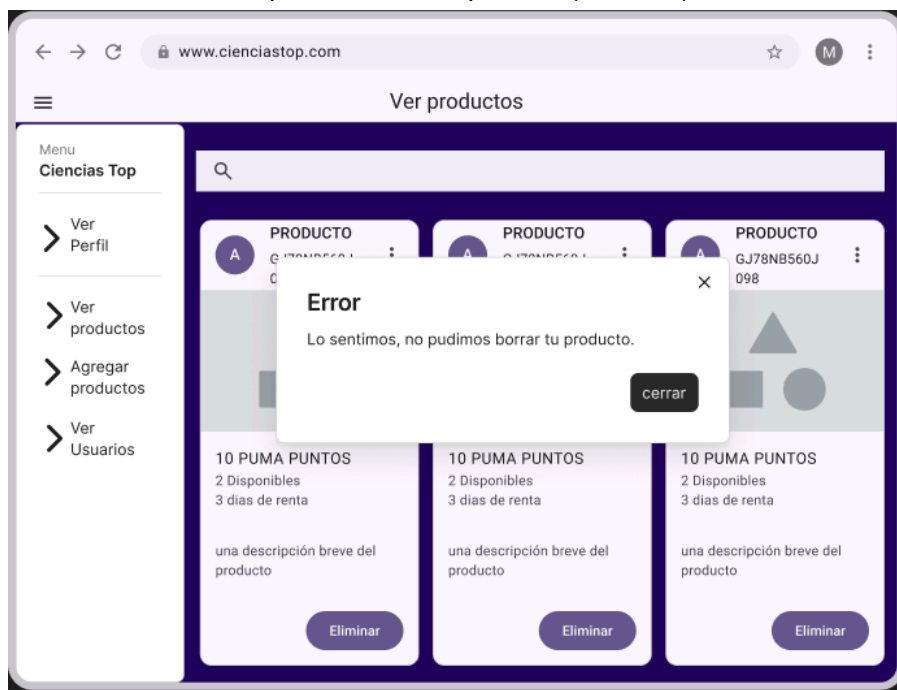 www.cienciastop.com
M
Ver productos
Menu
Ciencias Top
Ver
Perfil
Ver
productos
Agregar
productos
Ver
Usuarios
A
PRODUCTO
PRODUCTO
PRODUCTO
GJ78NB560J
098
Error
Lo sentimos, no pudimos borrar tu producto.
cerrar
10 PUMA PUNTOS
2 Disponibles
3 dias de renta
una descripción breve del
producto
Eliminar
10 PUMA PUNTOS
2 Disponibles
3 dias de renta
una descripción breve del
producto
Eliminar
10 PUMA PUNTOS
2 Disponibles
3 dias de renta
una descripción breve del
producto
Eliminar